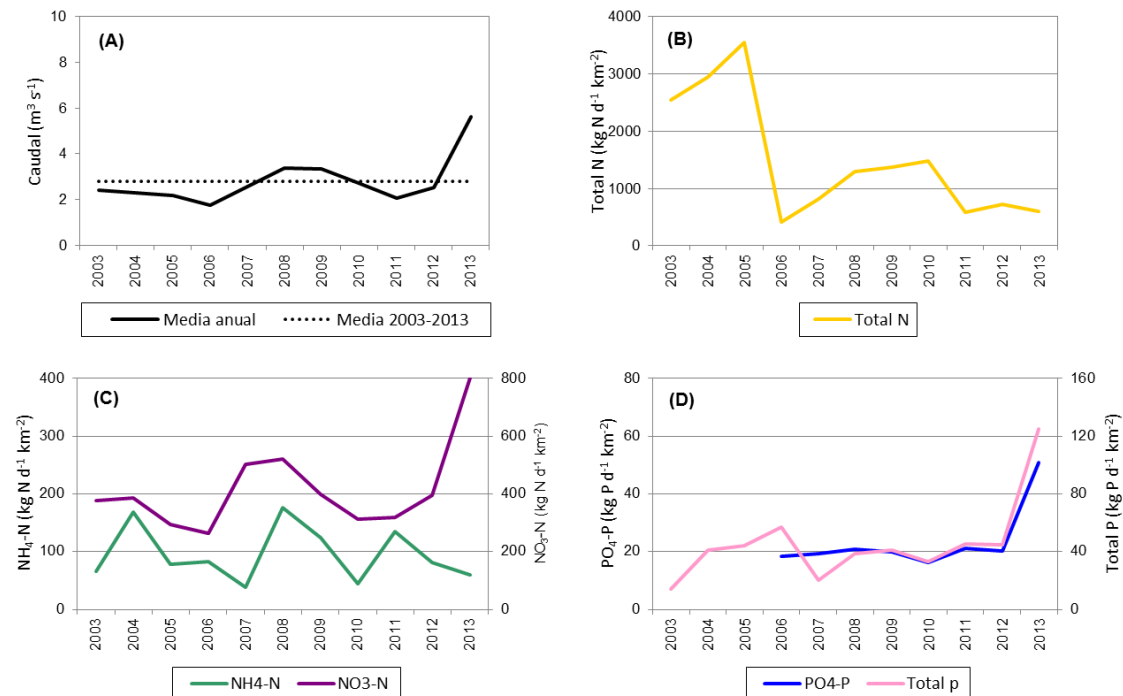 (A)
Caudal (m³ s⁻¹)
10
8
6
4
2
0
2003 2004 2005 2006 2007 2008 2009 2010 2011 2012 2013
Media anual Media 2003-2013
(B)
Total N (kg N d⁻¹ km⁻²)
4000
3000
2000
1000
0
2003 2004 2005 2006 2007 2008 2009 2010 2011 2012 2013
Total N
(C)
NH₄-N (kg N d⁻¹ km⁻²)
400
300
200
100
0
NO₃-N (kg N d⁻¹ km⁻²)
800
600
400
200
0
2003 2004 2005 2006 2007 2008 2009 2010 2011 2012 2013
NH4-N NO3-N
(D)
PO₄-P (kg P d⁻¹ km⁻²)
80
60
40
20
0
Total P (kg P d⁻¹ km⁻²)
160
120
80
40
0
2003 2004 2005 2006 2007 2008 2009 2010 2011 2012 2013
PO4-P Total p